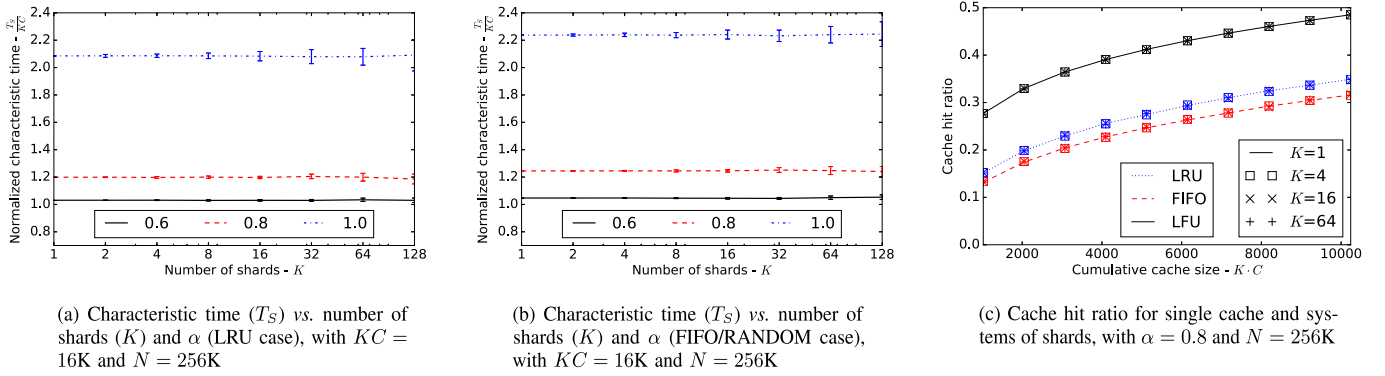 Normalized characteristic time - T_S/KC
2.4
2.2
2.0
1.8
1.6
1.4
1.2
1.0
0.8
0.6 0.8 1.0
1 2 4 8 16 32 64 128
Number of shards - K
(a) Characteristic time (T_S) vs. number of
shards (K) and α (LRU case), with KC =
16K and N = 256K
Normalized characteristic time - T_S/KC
2.4
2.2
2.0
1.8
1.6
1.4
1.2
1.0
0.8
0.6 0.8 1.0
1 2 4 8 16 32 64 128
Number of shards - K
(b) Characteristic time (T_S) vs. number of
shards (K) and α (FIFO/RANDOM case),
with KC = 16K and N = 256K
Cache hit ratio
0.5
0.4
0.3
0.2
0.1
0.0
LRU
FIFO
LFU
K=1
K=4
K=16
K=64
2000 4000 6000 8000 10000
Cumulative cache size - K · C
(c) Cache hit ratio for single cache and sys-
tems of shards, with α = 0.8 and N = 256K